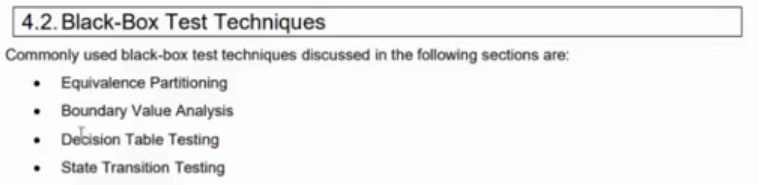 4.2. Black-Box Test Techniques
Commonly used black-box test techniques discussed in the following sections are:
• Equivalence Partitioning
• Boundary Value Analysis
• Decision Table Testing
• State Transition Testing